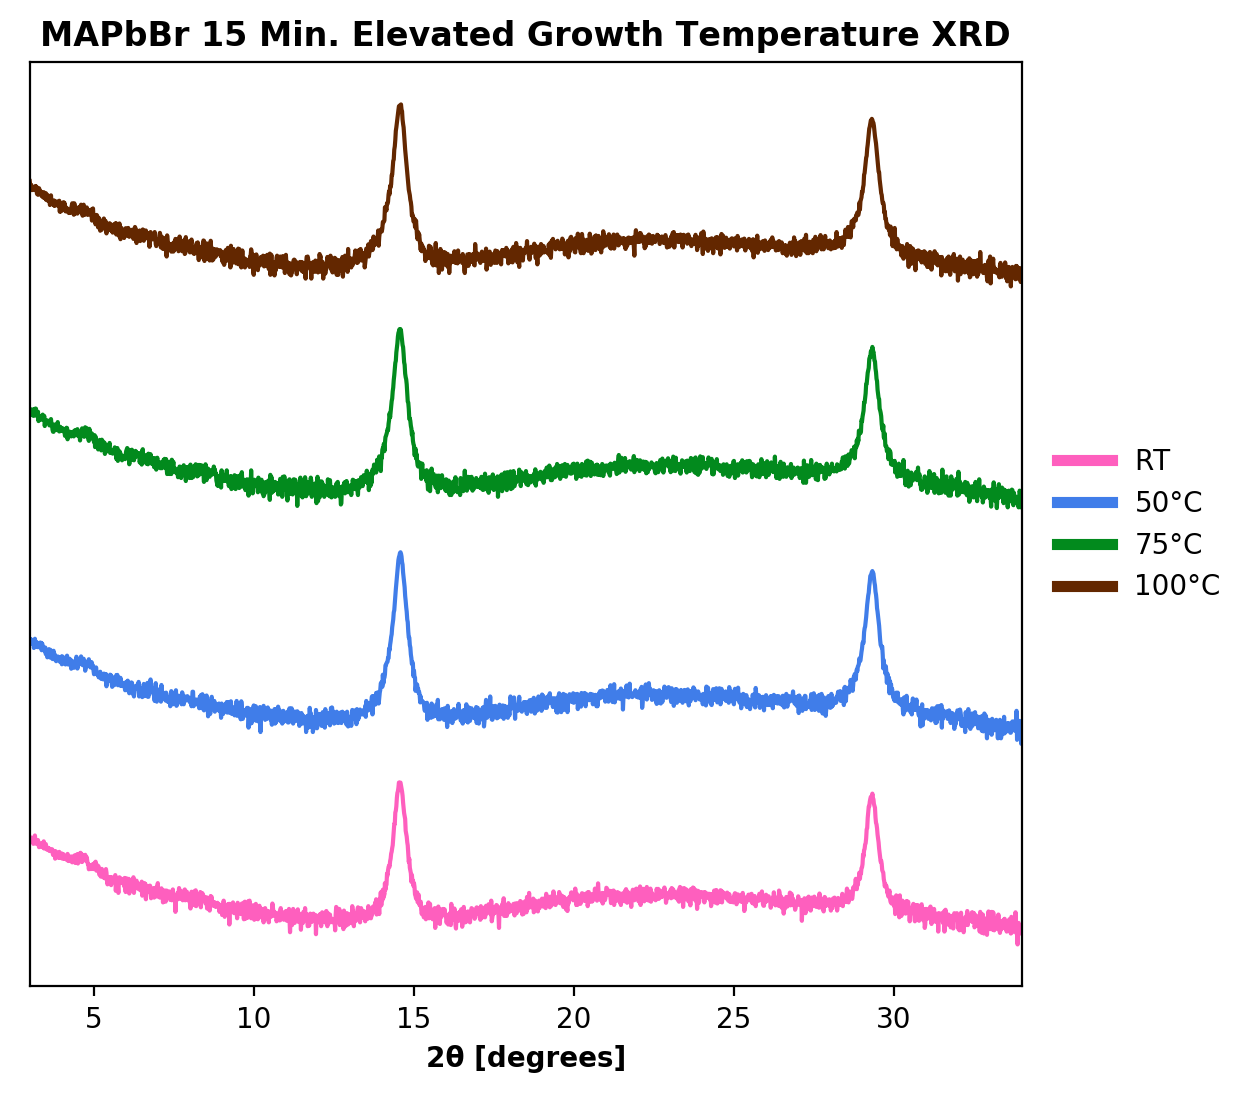 MAPbBr 15 Min. Elevated Growth Temperature XRD
RT
50°C
75°C
100°C
5 10 15 20 25 30
2θ [degrees]